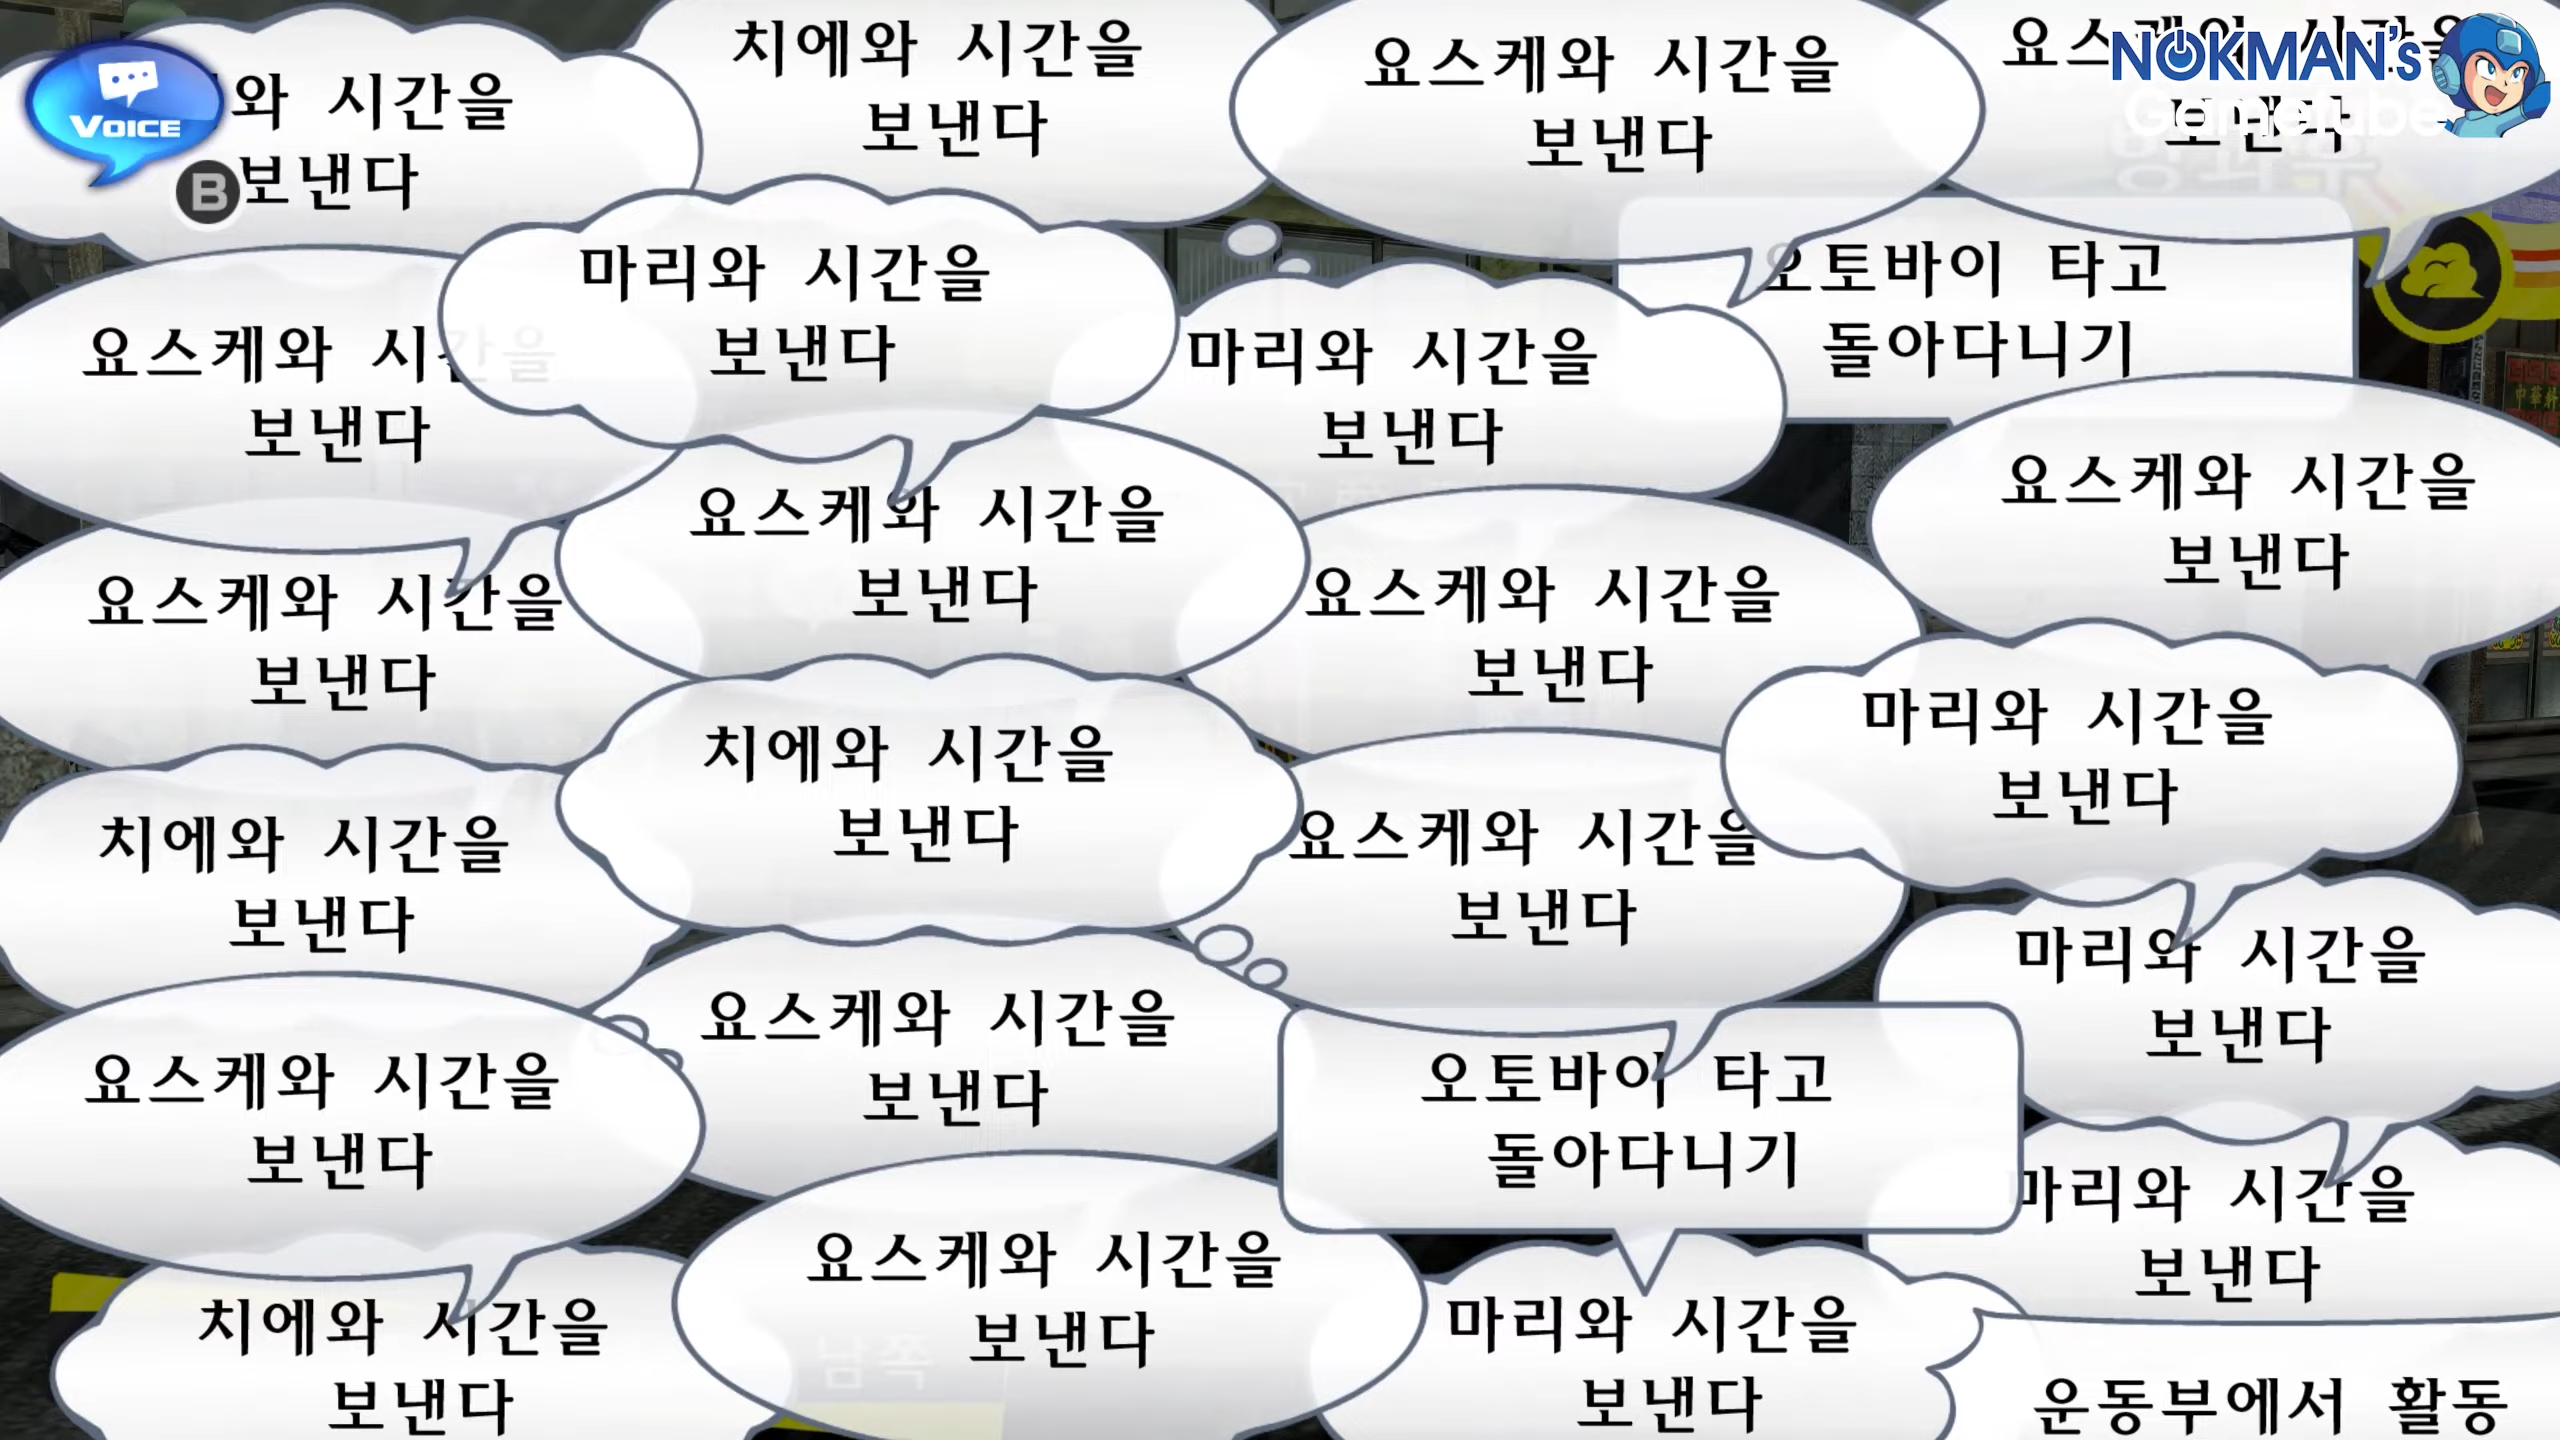 VOICE
B
와 시간을
보낸다
치에와 시간을
보낸다
요스케와 시간을
보낸다
NOKMAN's
Gametube
방과후
마리와 시간을
보낸다
오토바이 타고
돌아다니기
요스케와 시간을
보낸다
마리와 시간을
보낸다
요스케와 시간을
보낸다
요스케와 시간을
보낸다
요스케와 시간을
보낸다
요스케와 시간을
보낸다
마리와 시간을
보낸다
치에와 시간을
보낸다
요스케와 시간을
보낸다
치에와 시간을
보낸다
마리와 시간을
보낸다
요스케와 시간을
보낸다
요스케와 시간을
보낸다
오토바이 타고
돌아다니기
마리와 시간을
보낸다
요스케와 시간을
보낸다
치에와 시간을
보낸다
마리와 시간을
보낸다
남쪽
운동부에서 활동